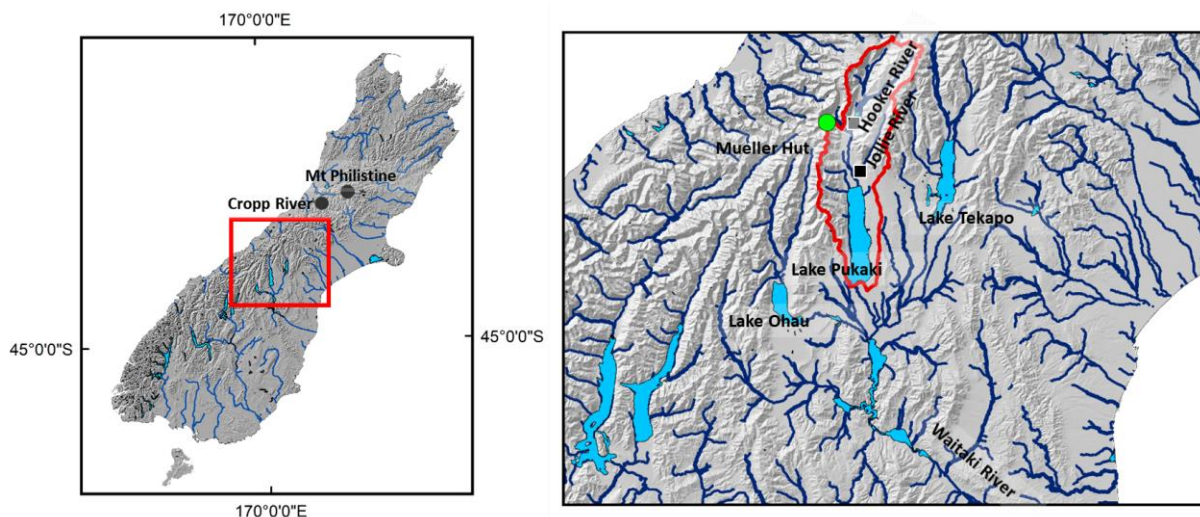 170°0'0"E
Mt Philistine
Cropp River
45°0'0"S
45°0'0"S
170°0'0"E
Hooker River
Jollie River
Mueller Hut
Lake Tekapo
Lake Pukaki
Lake Ohau
Waitaki River